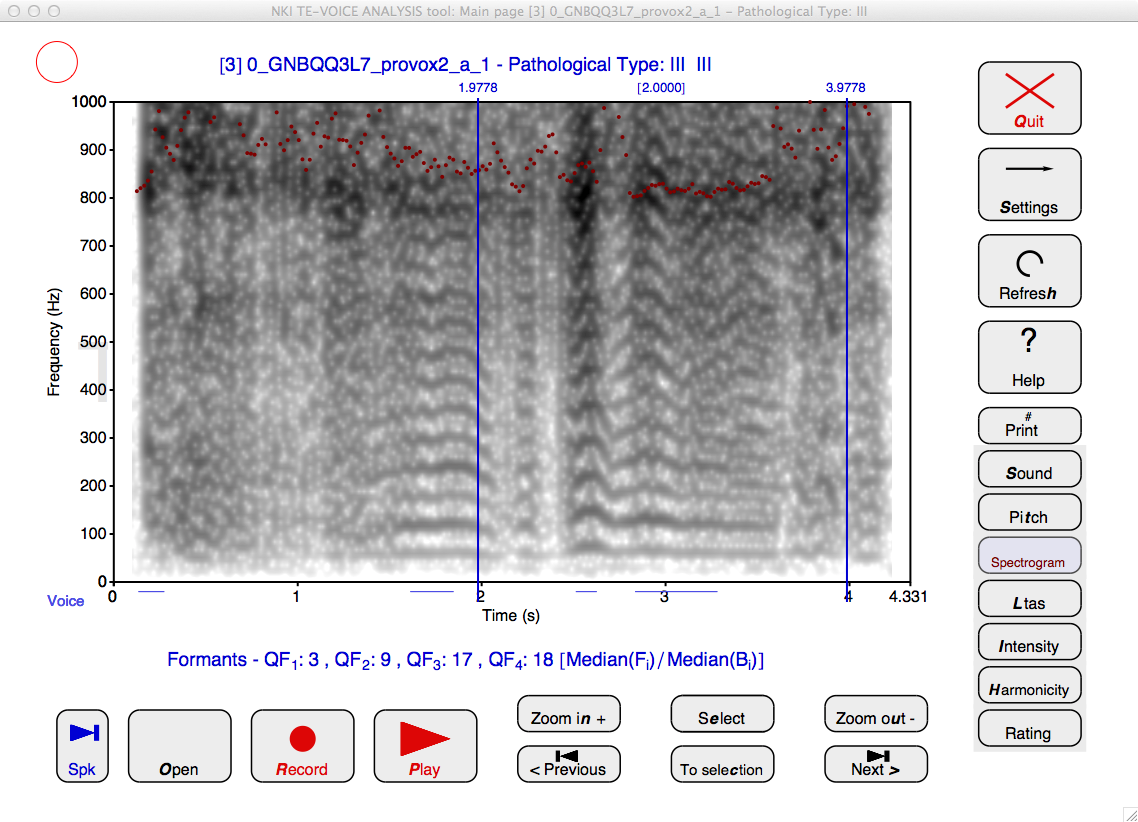 NKI TE-VOICE ANALYSIS tool: Main page [3] 0_GNBQQ3L7_provox2_a_1 – Pathological Type: III
[3] 0_GNBQQ3L7_provox2_a_1 - Pathological Type: III III
1.9778 [2.0000] 3.9778
1000
900
800
700
600
500
400
300
200
100
0
Frequency (Hz)
Voice
0 1 2 3 4 4.331
Time (s)
Formants - QF1: 3 , QF2: 9 , QF3: 17 , QF4: 18 [Median(Fi)/Median(Bi)]
Quit
Settings
Refresh
?
Help
#
Print
Sound
Pitch
Spectrogram
Ltas
Intensity
Harmonicity
Rating
Spk
Open
Record
Play
Zoom in +
Select
Zoom out -
< Previous
To selection
Next >